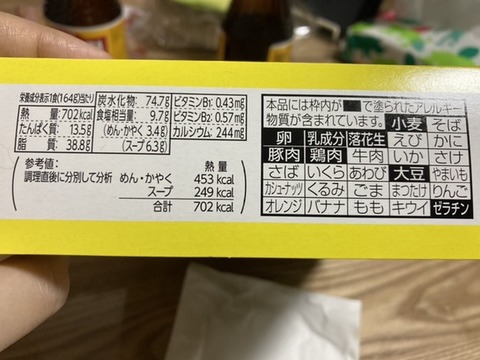 栄養成分表示1食(164g)当たり
熱量 702kcal
たんぱく質 13.5g
脂質 38.8g
炭水化物: 74.7g
食塩相当量: 9.7g
(めん・かやく 3.4g)
(スープ 6.3g)
ビタミンB1: 0.43mg
ビタミンB2: 0.57mg
カルシウム: 244mg
参考値: 熱量
調理直後に分別して分析 めん・かやく 453kcal
スープ 249kcal
合計 702kcal
本品には枠内が■で塗られたアレルギー
物質が含まれています。 小麦 そば
卵 乳成分 落花生 えび かに
豚肉 鶏肉 牛肉 いか さけ
さば いくら あわび 大豆 やまいも
カシューナッツ くるみ ごま まつたけ りんご
オレンジ バナナ もも キウイ ゼラチン